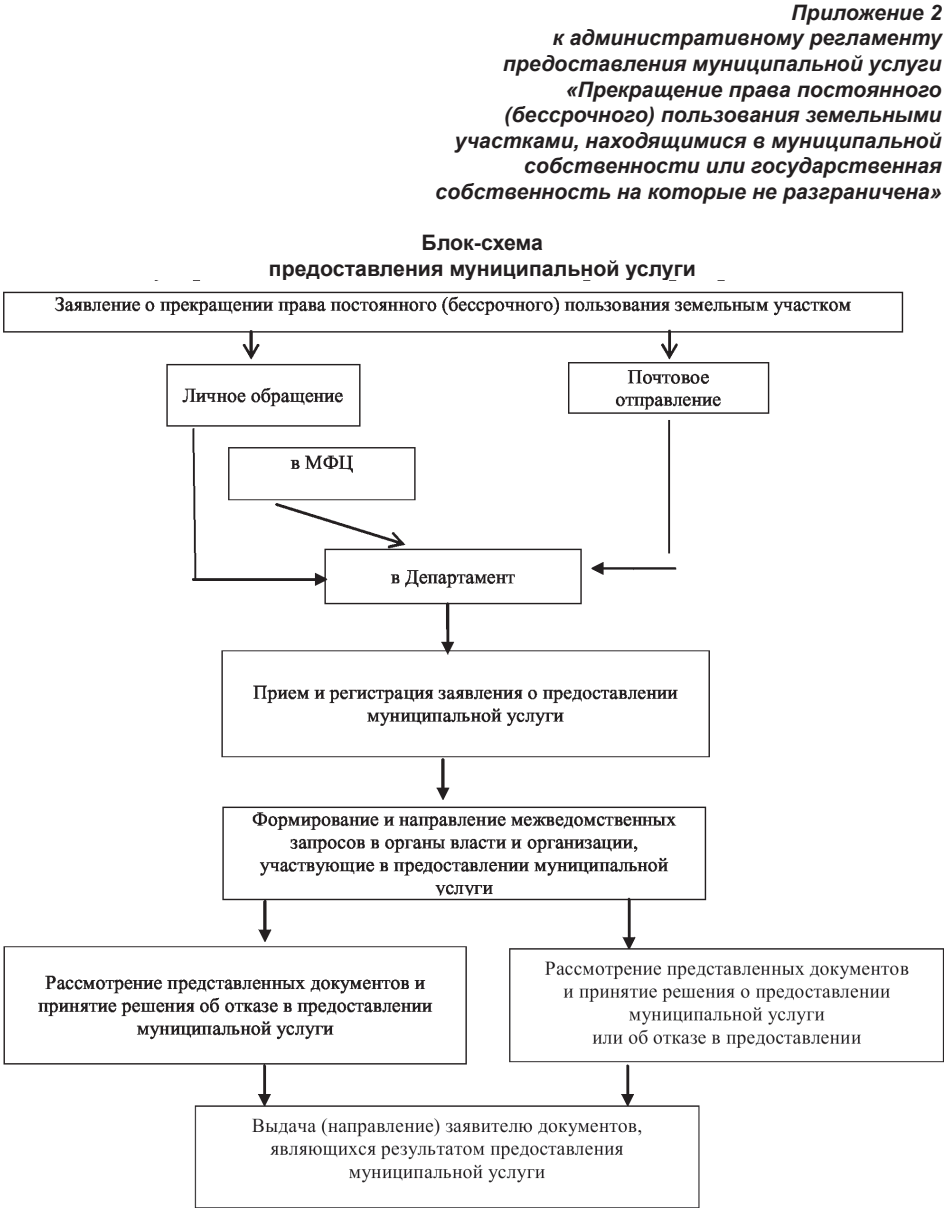 Приложение 2
к административному регламенту
предоставления муниципальной услуги
«Прекращение права постоянного
(бессрочного) пользования земельными
участками, находящимися в муниципальной
собственности или государственная
собственность на которые не разграничена»
Блок-схема
предоставления муниципальной услуги
Заявление о прекращении права постоянного (бессрочного) пользования земельным участком
Личное обращение
Почтовое
отправление
в МФЦ
в Департамент
Прием и регистрация заявления о предоставлении
муниципальной услуги
Формирование и направление межведомственных
запросов в органы власти и организации,
участвующие в предоставлении муниципальной
услуги
Рассмотрение представленных документов и
принятие решения об отказе в предоставлении
муниципальной услуги
Рассмотрение представленных документов
и принятие решения о предоставлении
муниципальной услуги
или об отказе в предоставлении
Выдача (направление) заявителю документов,
являющихся результатом предоставления
муниципальной услуги